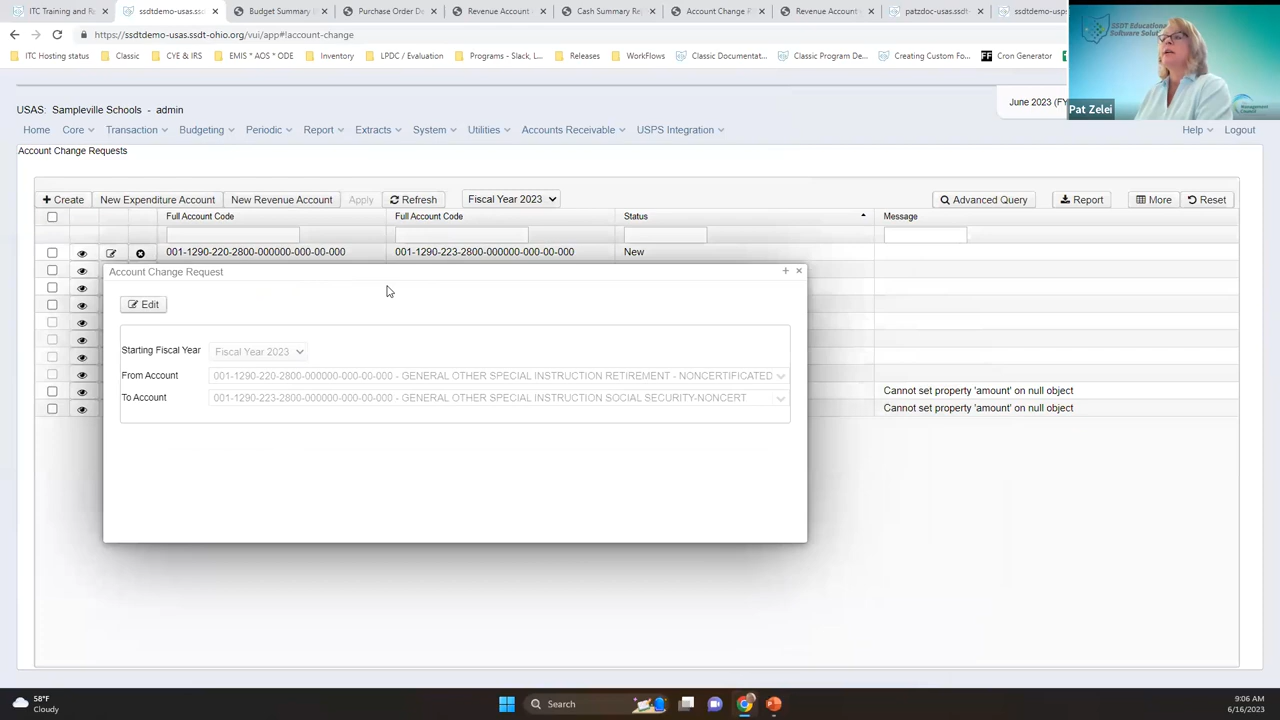 ITC Training and Re
ssdtdemo-usas.ssd
Budget Summary
Purchase Order De
Revenue Account
Cash Summary Re
Account Change R
Revenue Account
patzdoc-usas.ssdt
ssdtdemo-usps
https://ssdtdemo-usas.ssdt-ohio.org/vui/app#!account-change
ITC Hosting status
Classic
CYE & IRS
EMIS * AOS * ODE
Inventory
LPDC / Evaluation
Programs - Slack, L...
Releases
WorkFlows
Classic Documentat...
Classic Program De...
Creating Custom Fo...
FF Cron Generator
SSDT Educational
Software Solutions
Management
Council
Pat Zelei
USAS: Sampleville Schools - admin
June 2023 (FY
Home Core Transaction Budgeting Periodic Report Extracts System Utilities Accounts Receivable USPS Integration Help Logout
Account Change Requests
+ Create New Expenditure Account New Revenue Account Apply Refresh Fiscal Year 2023 Advanced Query Report More Reset
Full Account Code Full Account Code Status Message
001-1290-220-2800-000000-000-00-000 001-1290-223-2800-000000-000-00-000 New
Account Change Request + ×
Edit
Starting Fiscal Year Fiscal Year 2023
From Account 001-1290-220-2800-000000-000-00-000 - GENERAL OTHER SPECIAL INSTRUCTION RETIREMENT - NONCERTIFICATED
To Account 001-1290-223-2800-000000-000-00-000 - GENERAL OTHER SPECIAL INSTRUCTION SOCIAL SECURITY-NONCERT
Cannot set property 'amount' on null object
Cannot set property 'amount' on null object
58°F
Cloudy
Search
9:06 AM
6/16/2023